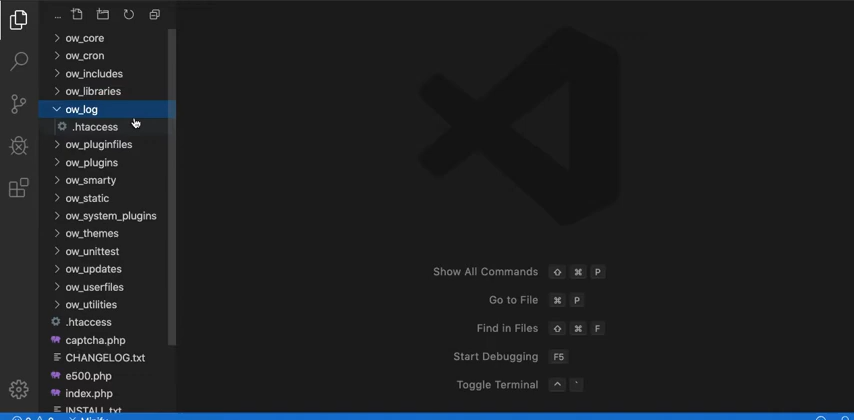 ...
ow_core
ow_cron
ow_includes
ow_libraries
ow_log
.htaccess
ow_pluginfiles
ow_plugins
ow_smarty
ow_static
ow_system_plugins
ow_themes
ow_unittest
ow_updates
ow_userfiles
ow_utilities
.htaccess
captcha.php
CHANGELOG.txt
e500.php
index.php
INSTALL.txt
Show All Commands ⇧ ⌘ P
Go to File ⌘ P
Find in Files ⇧ ⌘ F
Start Debugging F5
Toggle Terminal ^ `